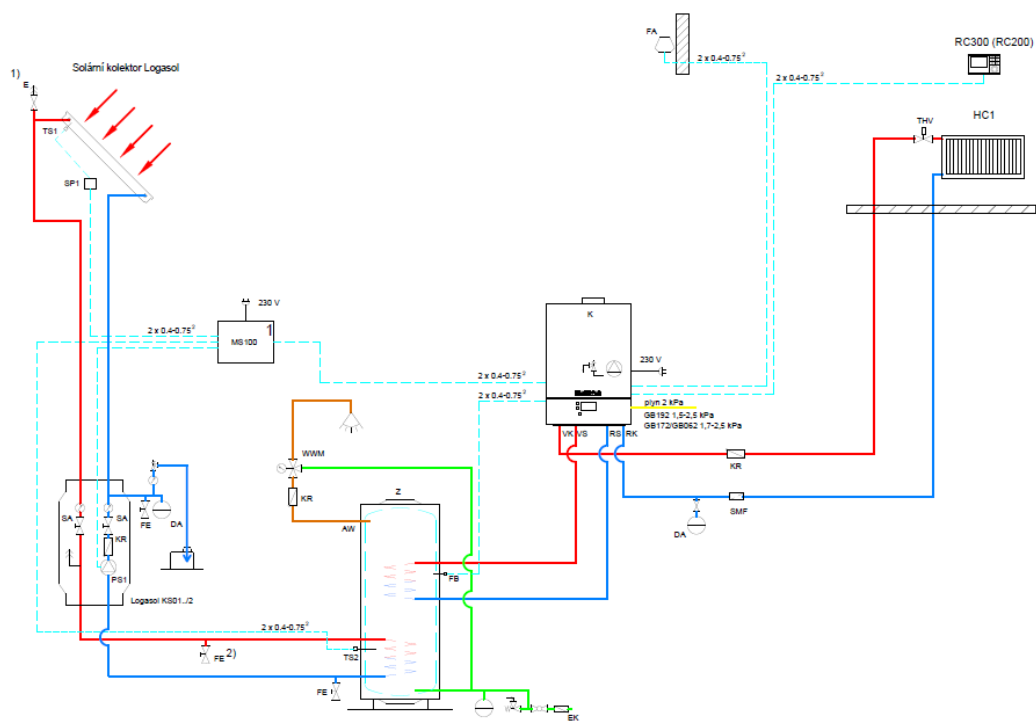 FA
RC300 (RC200)
2 x 0.4-0.75²
Solární kolektor Logasol
1)
E
2 x 0.4-0.75²
HC1
THV
TS1
SP1
230 V
1
2 x 0.4-0.75²
MS100
K
230 V
2 x 0.4-0.75²
2 x 0.4-0.75²
plyn 2 kPa
GB192 1,5-2,5 kPa
GB172/GB062 1,7-2,5 kPa
VK VS RS RK
WWM
KR
KR
Z
SMF
SA
SA
FE
DA
AW
DA
KR
PS1
FB
Logasol KS01../2
2 x 0.4-0.75²
FE 2)
TS2
FE
EK